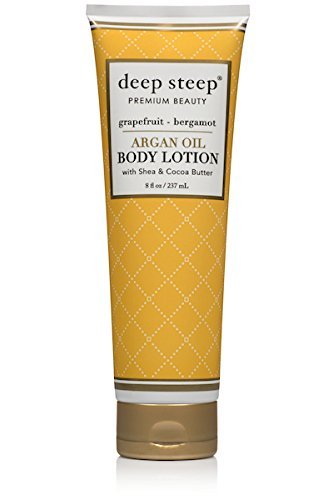 deep steep®
PREMIUM BEAUTY
grapefruit - bergamot
ARGAN OIL
BODY LOTION
with Shea & Cocoa Butter
8 fl oz / 237 mL